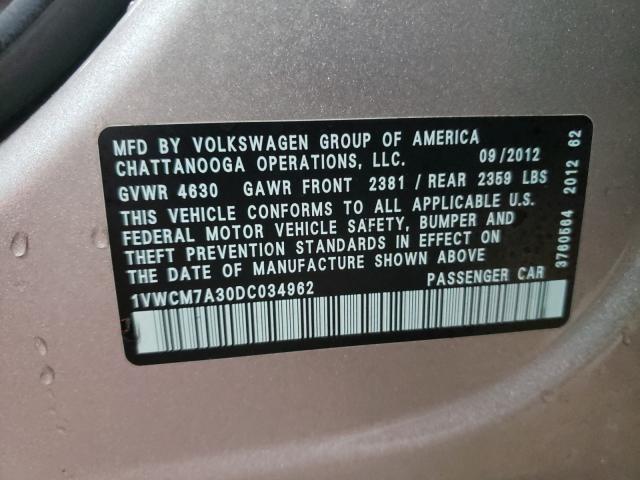 MFD BY VOLKSWAGEN GROUP OF AMERICA
CHATTANOOGA OPERATIONS, LLC. 09/2012
GVWR 4630 GAWR FRONT 2381 / REAR 2359 LBS
THIS VEHICLE CONFORMS TO ALL APPLICABLE U.S.
FEDERAL MOTOR VEHICLE SAFETY, BUMPER AND
THEFT PREVENTION STANDARDS IN EFFECT ON
THE DATE OF MANUFACTURE SHOWN ABOVE
1VWCM7A30DC034962 PASSENGER CAR
3760564 2012 62